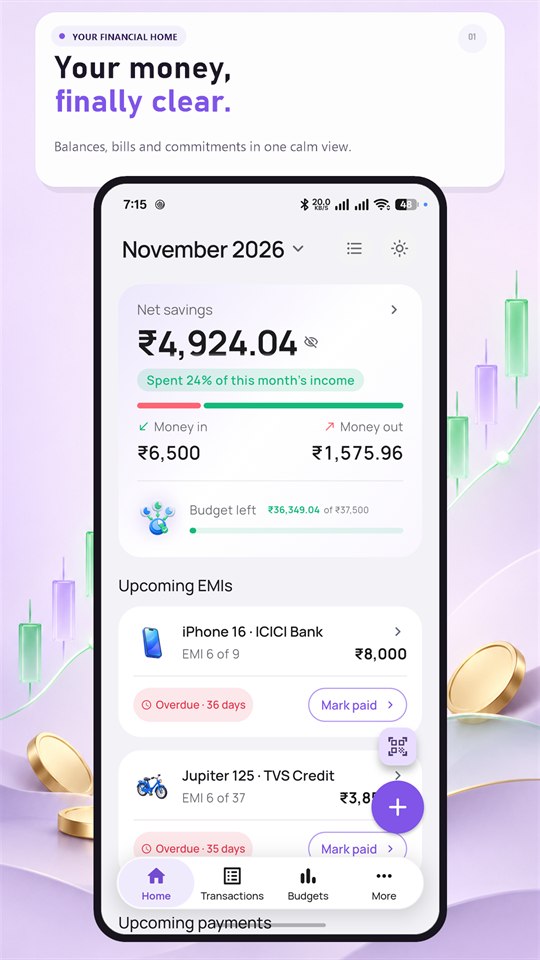 YOUR FINANCIAL HOME
01
Your money,
finally clear.
Balances, bills and commitments in one calm view.
7:15
20.0
KB/S
48
November 2026
Net savings
₹4,924.04
Spent 24% of this month's income
Money in
Money out
₹6,500
₹1,575.96
Budget left ₹36,349.04 of ₹37,500
Upcoming EMIs
iPhone 16 · ICICI Bank
EMI 6 of 9
₹8,000
Overdue · 36 days
Mark paid
Jupiter 125 · TVS Credit
EMI 6 of 37
₹3,85
Overdue · 35 days
Mark paid
Home
Transactions
Budgets
More
Upcoming payments